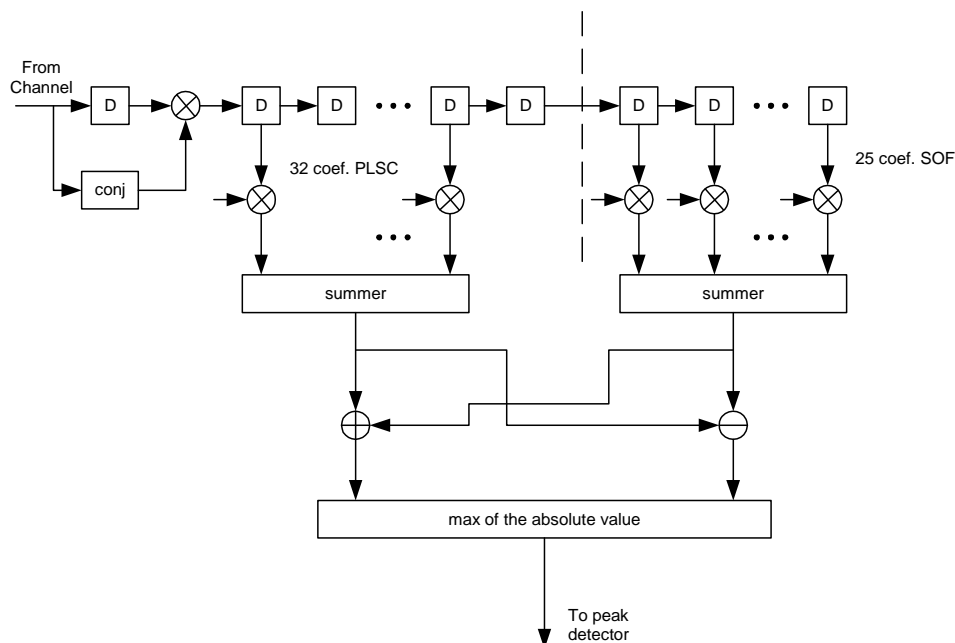 From
Channel
D
D
D
D
D
D
D
D
conj
32 coef. PLSC
25 coef. SOF
summer
summer
max of the absolute value
To peak
detector